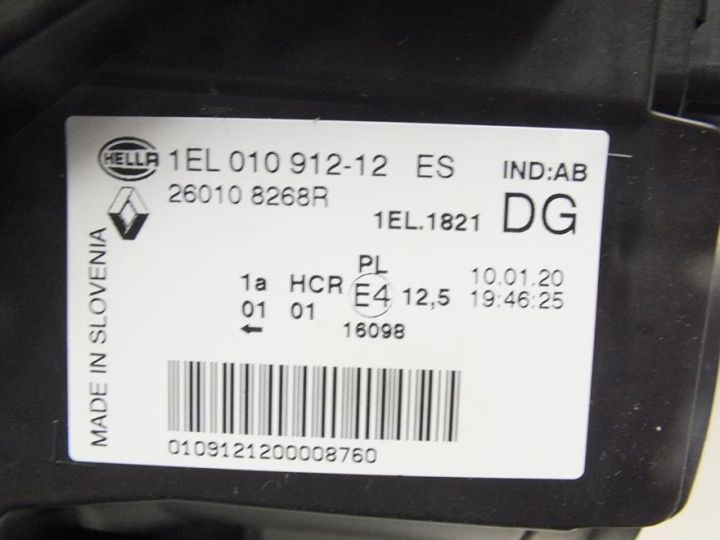 HELLA 1EL 010 912-12 ES IND:AB
26010 8268R
1EL.1821 DG
MADE IN SLOVENIA
PL
1a HCR E4 12,5 10.01.20
01 01 19:46:25
16098
0109121200008760